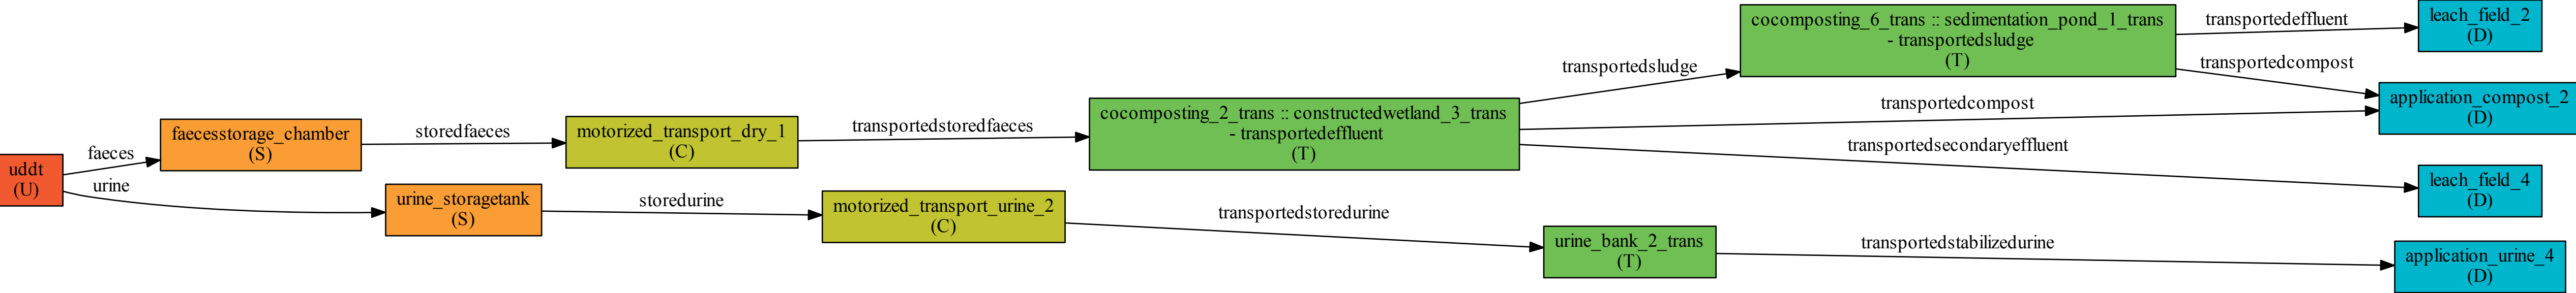 uddt
(U)
faeces
urine
faecesstorage_chamber
(S)
storedfaeces
urine_storagetank
(S)
storedurine
motorized_transport_dry_1
(C)
transportedstoredfaeces
motorized_transport_urine_2
(C)
transportedstoredurine
cocomposting_2_trans :: constructedwetland_3_trans
- transportedeffluent
(T)
transportedsludge
transportedcompost
transportedsecondaryeffluent
urine_bank_2_trans
(T)
transportedstabilizedurine
cocomposting_6_trans :: sedimentation_pond_1_trans
- transportedsludge
(T)
transportedeffluent
transportedcompost
leach_field_2
(D)
application_compost_2
(D)
leach_field_4
(D)
application_urine_4
(D)